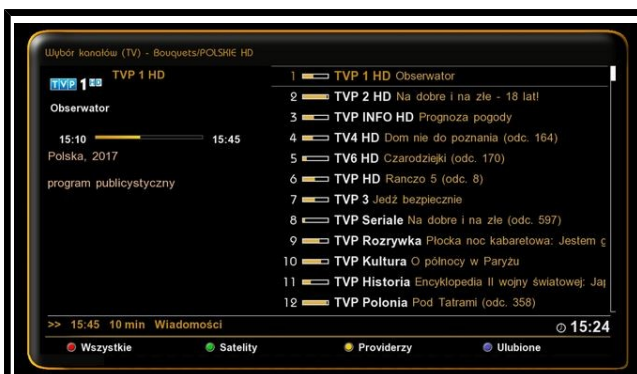 Wybór kanałów (TV) - Bouquets/POLSKIE HD
TVP 1 HD
TVP 1 HD
Obserwator
15:10 15:45
Polska, 2017
program publicystyczny
1 TVP 1 HD Obserwator
2 TVP 2 HD Na dobre i na złe - 18 lat!
3 TVP INFO HD Prognoza pogody
4 TV4 HD Dom nie do poznania (odc. 164)
5 TV6 HD Czarodziejki (odc. 170)
6 TVP HD Ranczo 5 (odc. 8)
7 TVP 3 Jedź bezpiecznie
8 TVP Seriale Na dobre i na złe (odc. 597)
9 TVP Rozrywka Płocka noc kabaretowa: Jestem g
10 TVP Kultura O północy w Paryżu
11 TVP Historia Encyklopedia II wojny światowej: Jap
12 TVP Polonia Pod Tatrami (odc. 358)
>> 15:45 10 min Wiadomości
15:24
Wszystkie Satelity Providerzy Ulubione